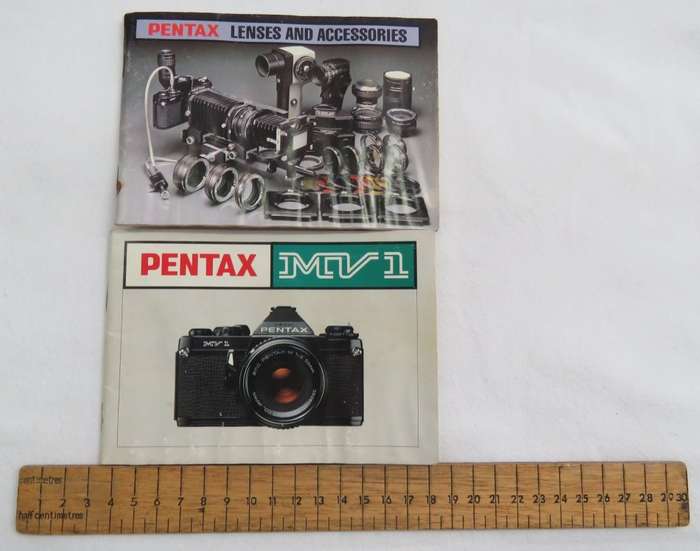 PENTAX LENSES AND ACCESSORIES
PENTAX MV1
PENTAX
MV1
centimetres
1 2 3 4 5 6 7 8 9 10 11 12 13 14 15 16 17 18 19 20 21 22 23 24 25 26 27 28 29 30
half centimetres